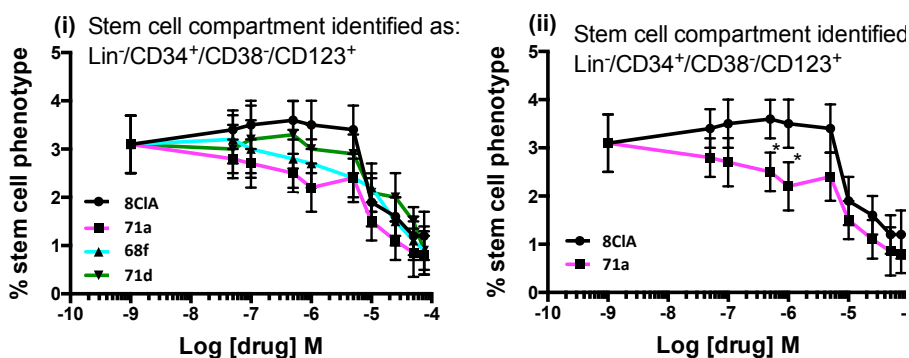 (i) Stem cell compartment identified as:
Lin-/CD34+/CD38-/CD123+
% stem cell phenotype
5
4
3
2
1
0
8ClA
71a
68f
71d
-10 -9 -8 -7 -6 -5 -4
Log [drug] M
(ii) Stem cell compartment identified
Lin-/CD34+/CD38-/CD123+
% stem cell phenotype
5
4
3
2
1
0
* *
8ClA
71a
-10 -9 -8 -7 -6 -5
Log [drug] M